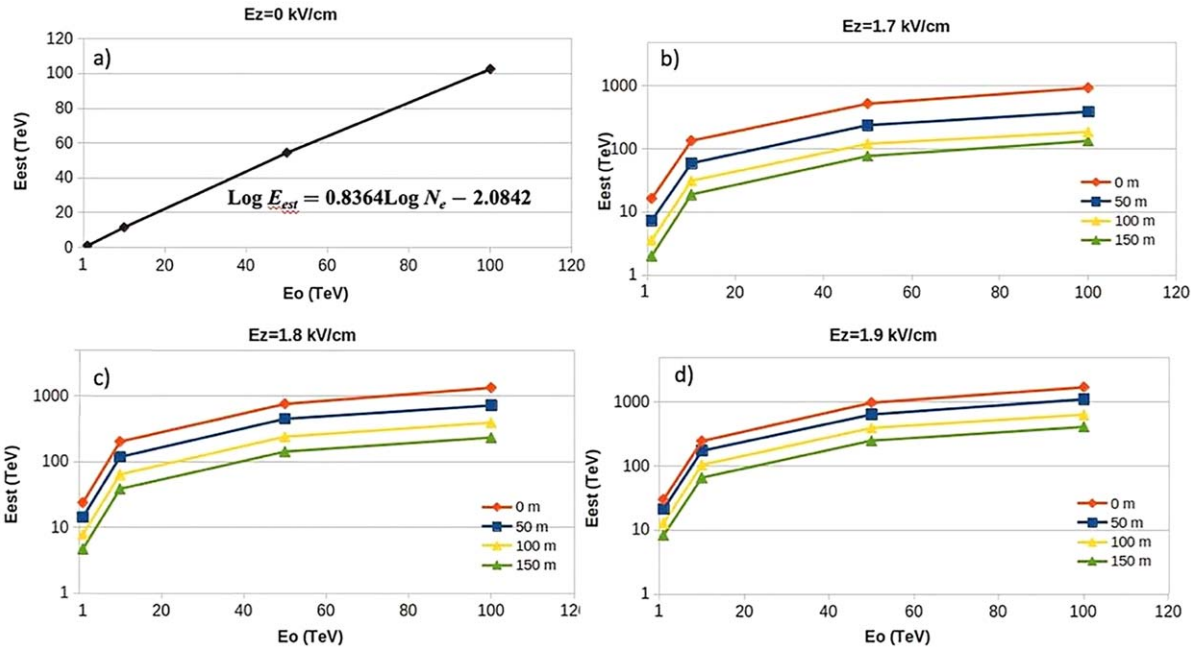 Ez=0 kV/cm
a)
120
100
80
60
40
20
0
Eest (TeV)
Log E_est = 0.8364Log N_e − 2.0842
1 20 40 60 80 100 120
Eo (TeV)
Ez=1.7 kV/cm
b)
1000
100
10
1
Eest (TeV)
0 m
50 m
100 m
150 m
1 20 40 60 80 100 120
Eo (TeV)
Ez=1.8 kV/cm
c)
1000
100
10
1
Eest (TeV)
0 m
50 m
100 m
150 m
1 20 40 60 80 100 12
Eo (TeV)
Ez=1.9 kV/cm
d)
1000
100
10
1
Eest (TeV)
0 m
50 m
100 m
150 m
1 20 40 60 80 100 120
Eo (TeV)